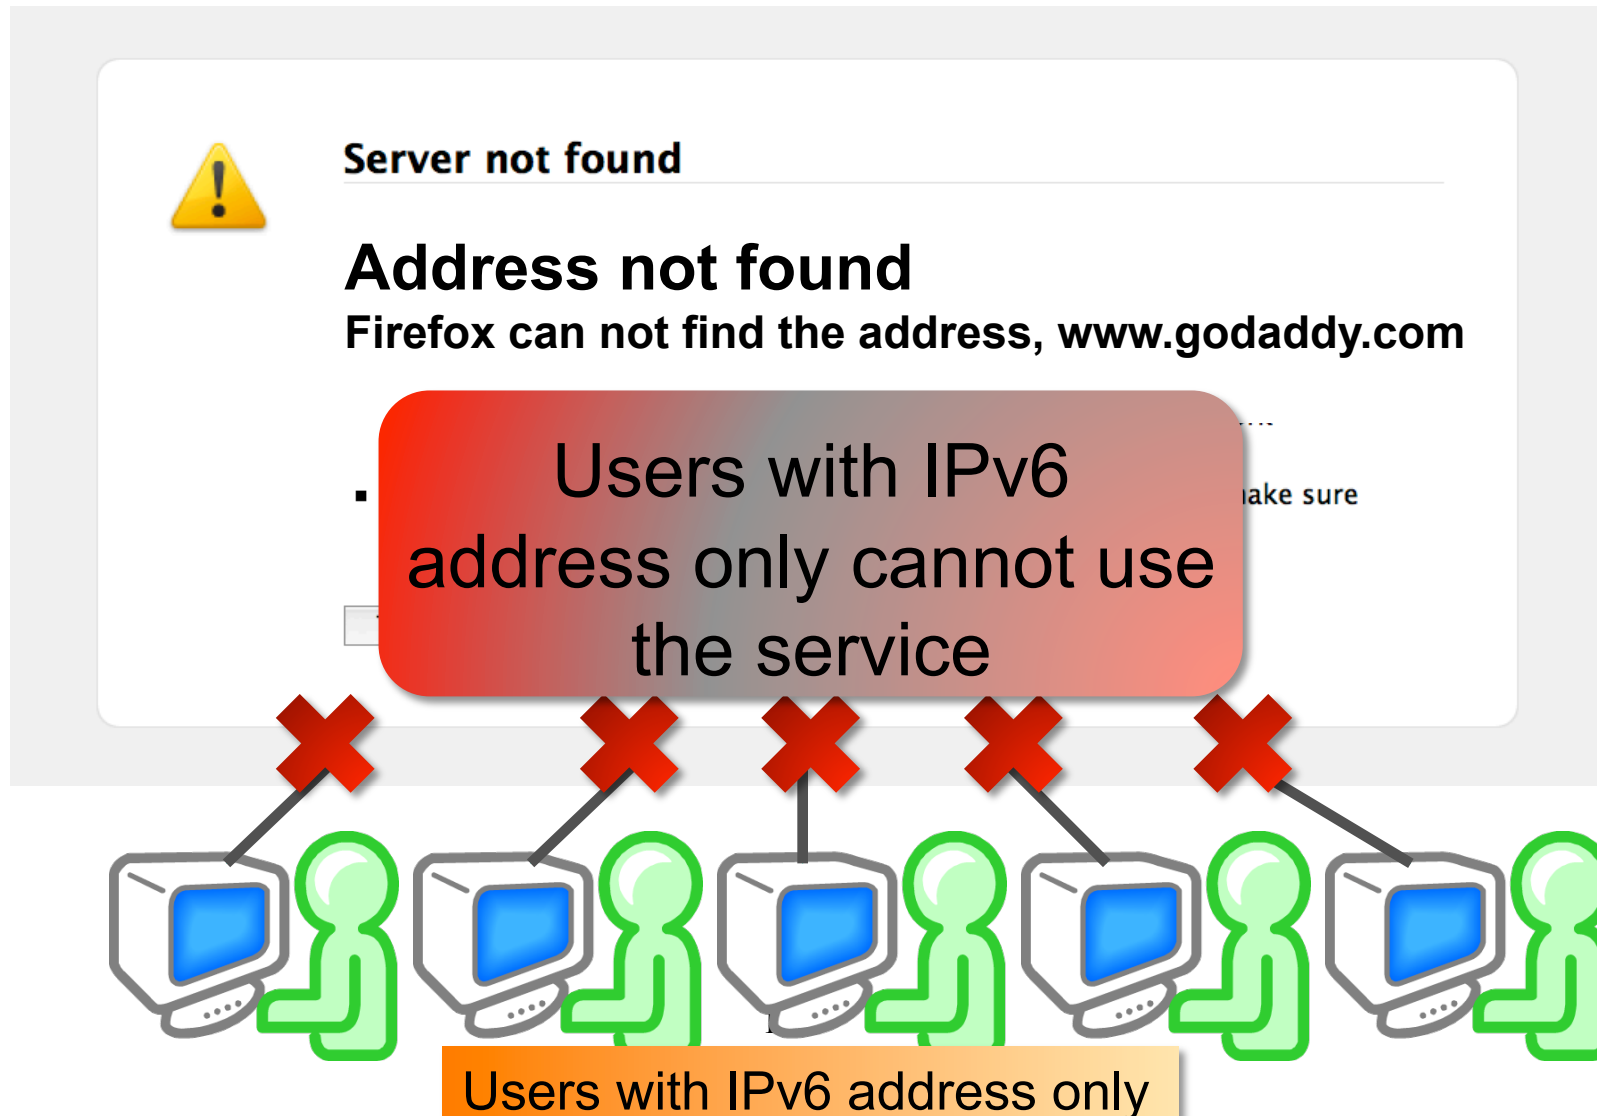 Server not found
Address not found
Firefox can not find the address, www.godaddy.com
Users with IPv6
address only cannot use
the service
ake sure
Users with IPv6 address only